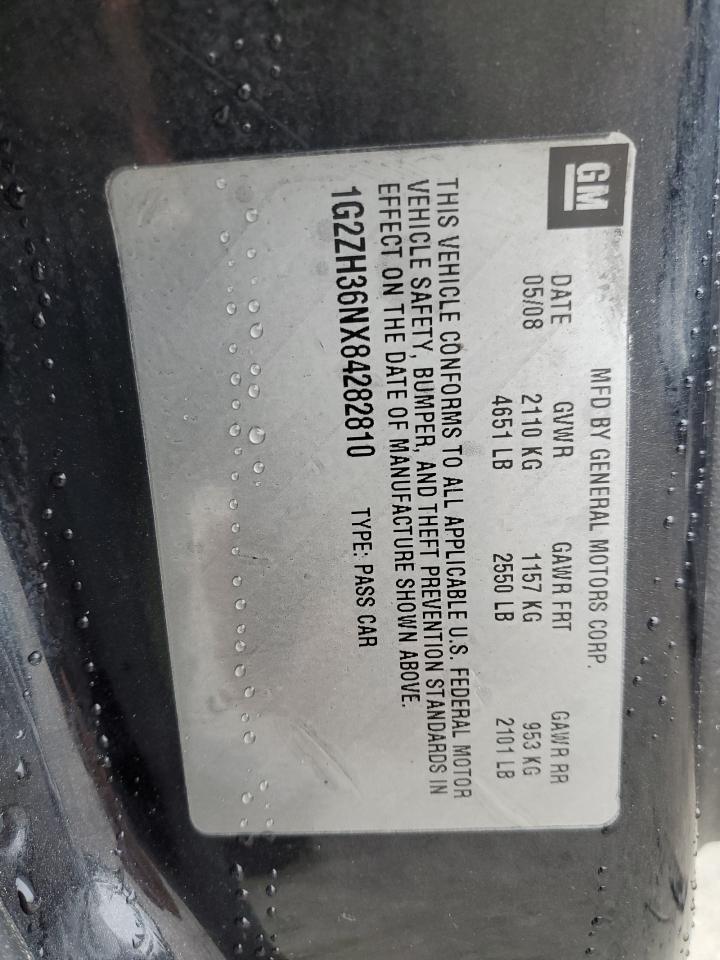 GM
MFD BY GENERAL MOTORS CORP.
DATE GVWR GAWR FRT GAWR RR
05/08 2110 KG 1157 KG 953 KG
4651 LB 2550 LB 2101 LB
THIS VEHICLE CONFORMS TO ALL APPLICABLE U.S. FEDERAL MOTOR
VEHICLE SAFETY, BUMPER, AND THEFT PREVENTION STANDARDS IN
EFFECT ON THE DATE OF MANUFACTURE SHOWN ABOVE.
1G2ZH36NX84282810 TYPE: PASS CAR